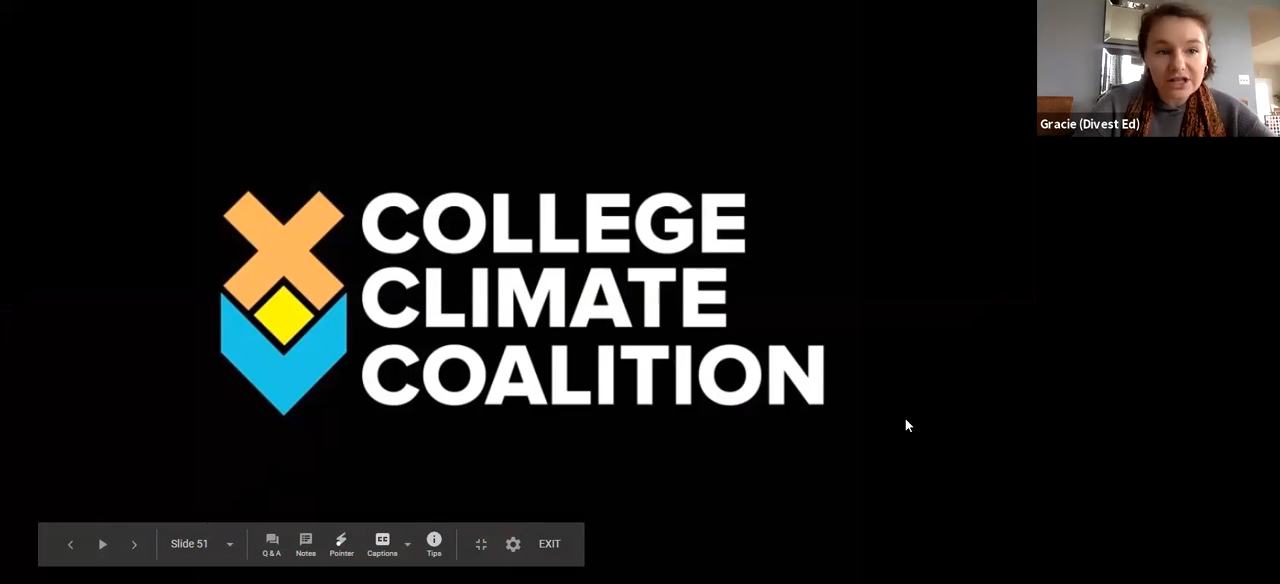 Gracie (Divest Ed)
COLLEGE
CLIMATE
COALITION
Slide 51
Q & A
Notes
Pointer
Captions
Tips
EXIT